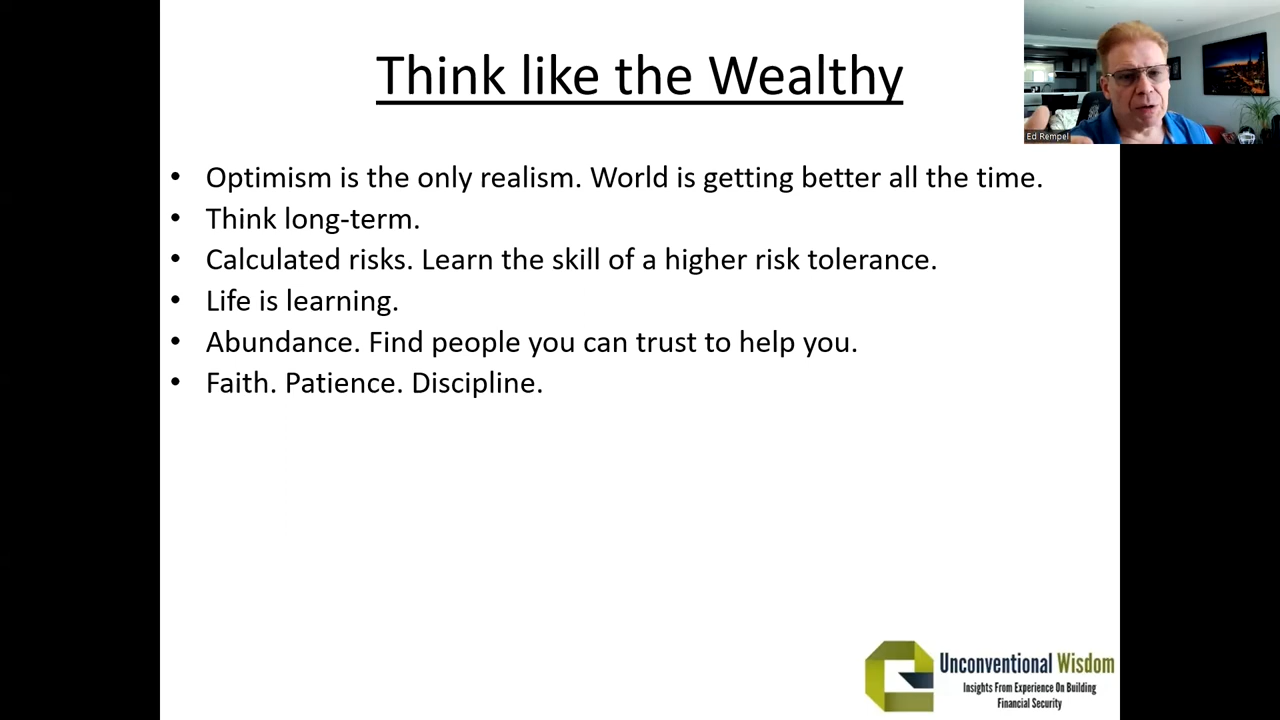 Think like the Wealthy
Ed Rempel
• Optimism is the only realism. World is getting better all the time.
• Think long-term.
• Calculated risks. Learn the skill of a higher risk tolerance.
• Life is learning.
• Abundance. Find people you can trust to help you.
• Faith. Patience. Discipline.
Unconventional Wisdom
Insights From Experience On Building
Financial Security